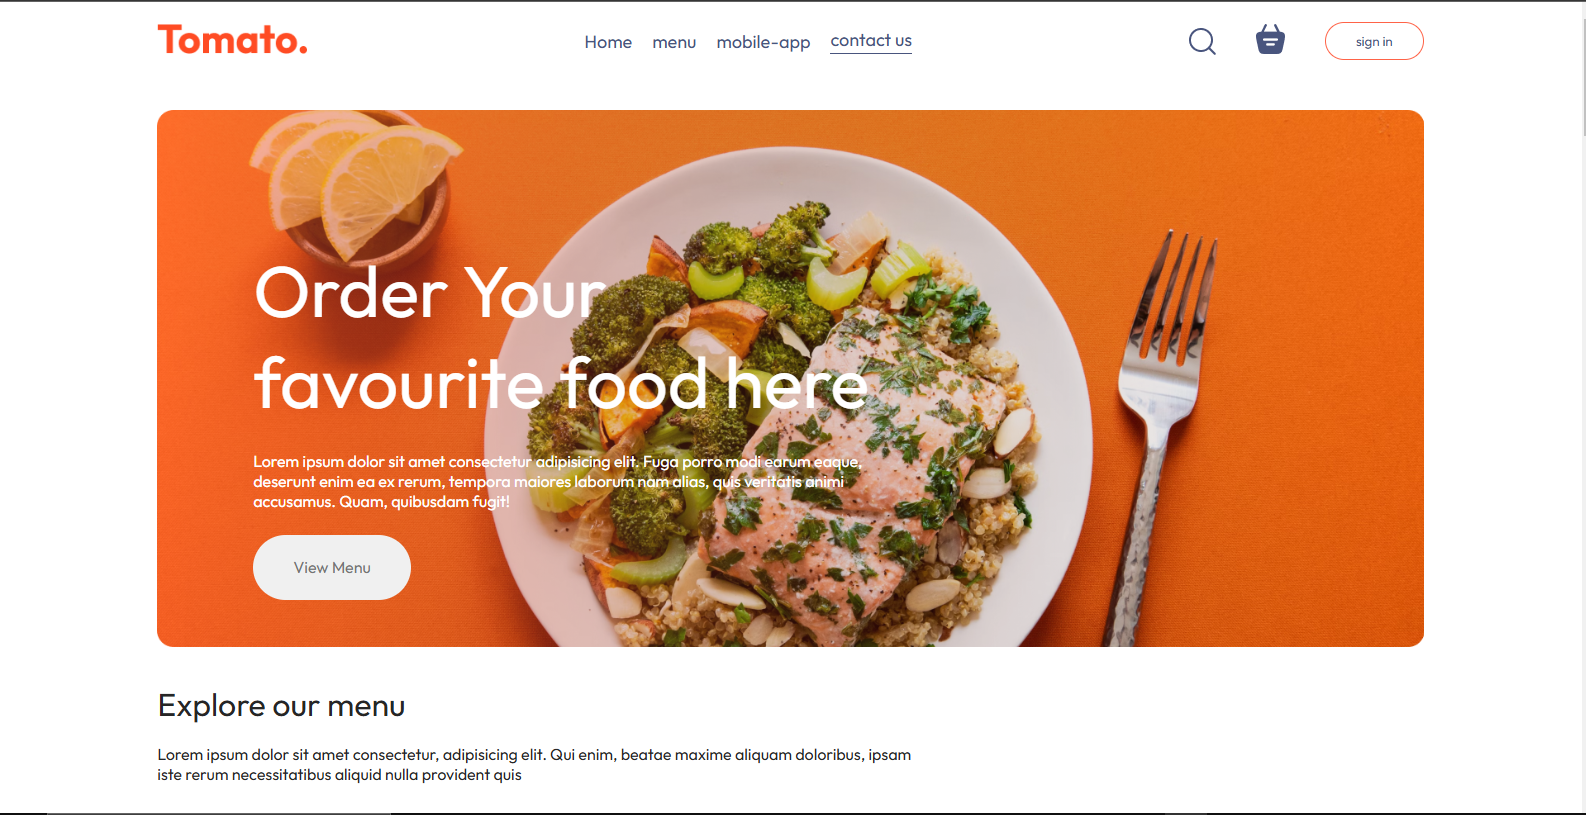 Tomato.
Home menu mobile-app contact us
sign in
Order Your
favourite food here
Lorem ipsum dolor sit amet consectetur adipisicing elit. Fuga porro modi earum eaque,
deserunt enim ea ex rerum, tempora maiores laborum nam alias, quis veritatis animi
accusamus. Quam, quibusdam fugit!
View Menu
Explore our menu
Lorem ipsum dolor sit amet consectetur, adipisicing elit. Qui enim, beatae maxime aliquam doloribus, ipsam
iste rerum necessitatibus aliquid nulla provident quis